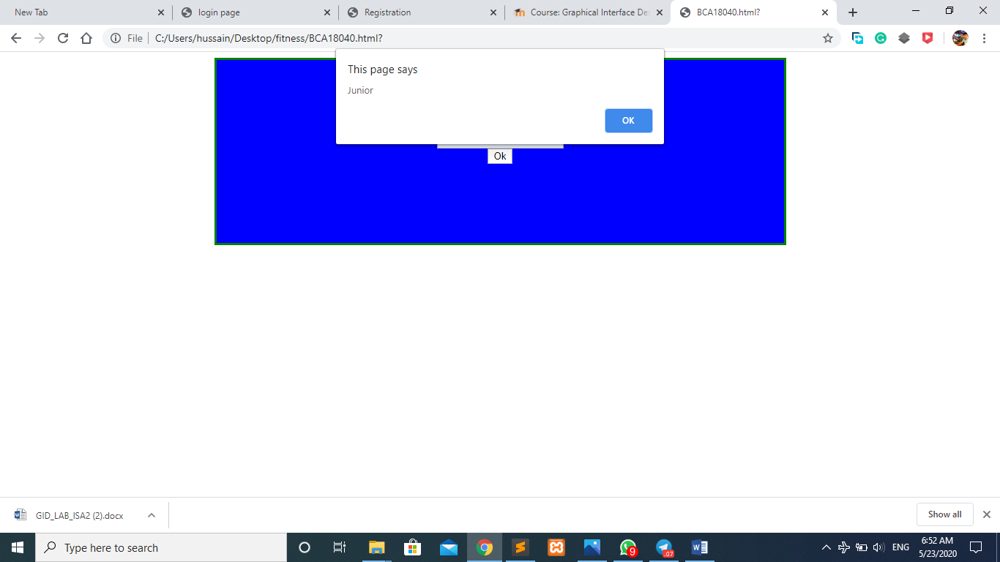 New Tab
login page
Registration
Course: Graphical Interface De
BCA18040.html?
File
C:/Users/hussain/Desktop/fitness/BCA18040.html?
This page says
Junior
OK
Ok
GID_LAB_ISA2 (2).docx
Show all
Type here to search
9
.07
ENG
6:52 AM
5/23/2020